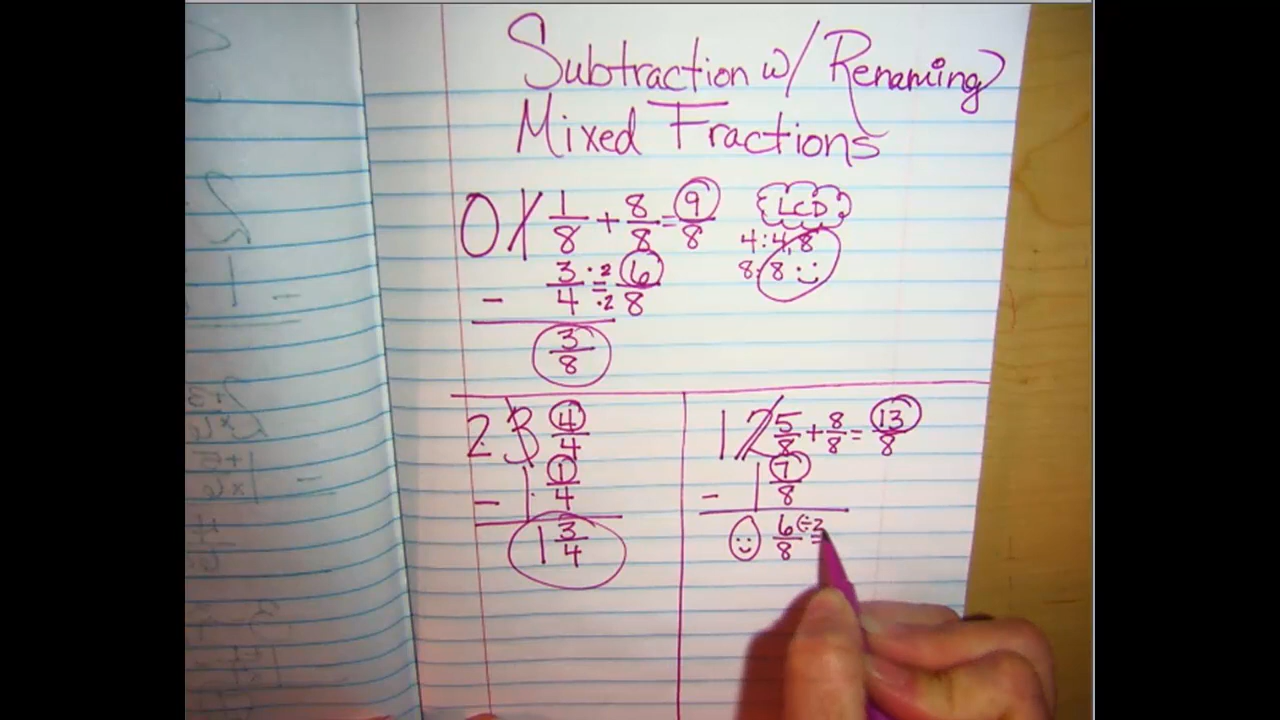 Subtraction w/ Renaming
Mixed Fractions
0 1 1/8 + 8/8 = 9/8
- 3/4 · 2 = 6/8
· 2
3/8
LCD
4: 4, 8
8: 8
2 3 4/4
- 1 1/4
1 3/4
1 2 5/8 + 8/8 = 13/8
- 1 7/8
6/8 (÷2 =